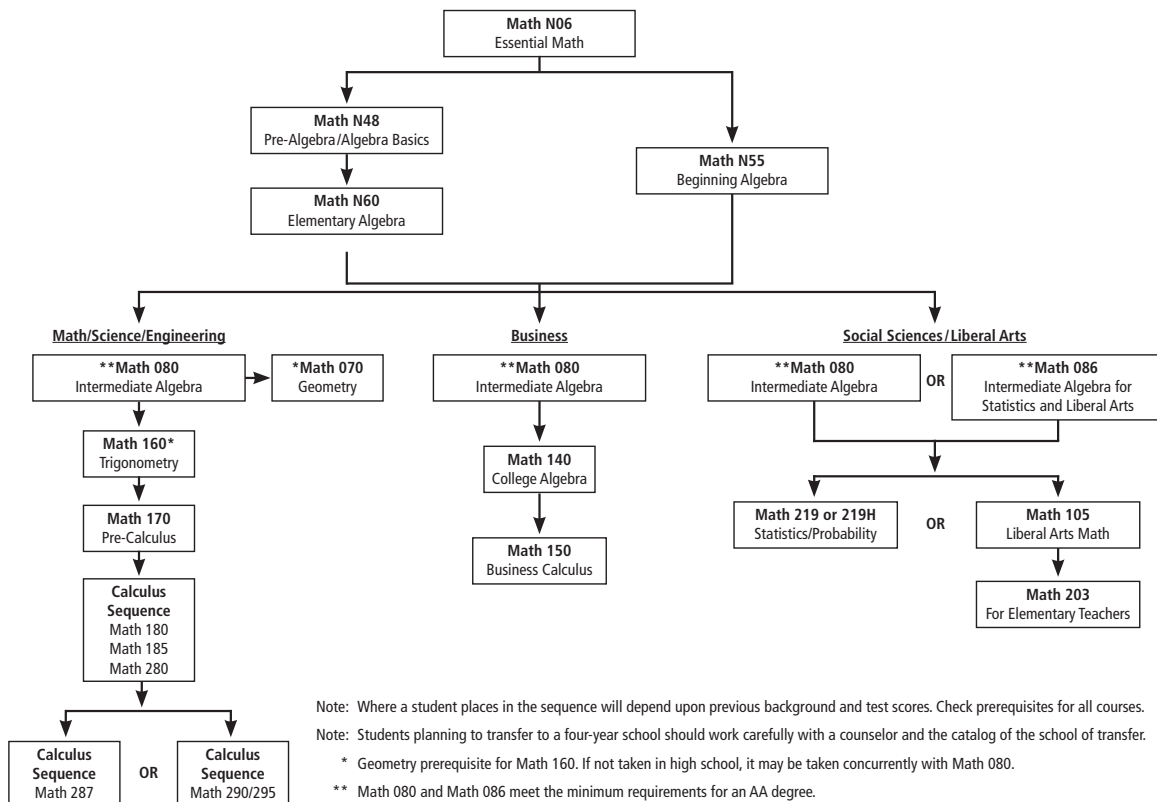 Math N06
Essential Math
Math N48
Pre-Algebra/Algebra Basics
Math N55
Beginning Algebra
Math N60
Elementary Algebra
Math/Science/Engineering
**Math 080
Intermediate Algebra
*Math 070
Geometry
Math 160*
Trigonometry
Math 170
Pre-Calculus
Calculus
Sequence
Math 180
Math 185
Math 280
Calculus
Sequence
Math 287
OR
Calculus
Sequence
Math 290/295
Business
**Math 080
Intermediate Algebra
Math 140
College Algebra
Math 150
Business Calculus
Social Sciences/Liberal Arts
**Math 080
Intermediate Algebra
OR
**Math 086
Intermediate Algebra for
Statistics and Liberal Arts
Math 219 or 219H
Statistics/Probability
OR
Math 105
Liberal Arts Math
Math 203
For Elementary Teachers
Note: Where a student places in the sequence will depend upon previous background and test scores. Check prerequisites for all courses.
Note: Students planning to transfer to a four-year school should work carefully with a counselor and the catalog of the school of transfer.
* Geometry prerequisite for Math 160. If not taken in high school, it may be taken concurrently with Math 080.
** Math 080 and Math 086 meet the minimum requirements for an AA degree.